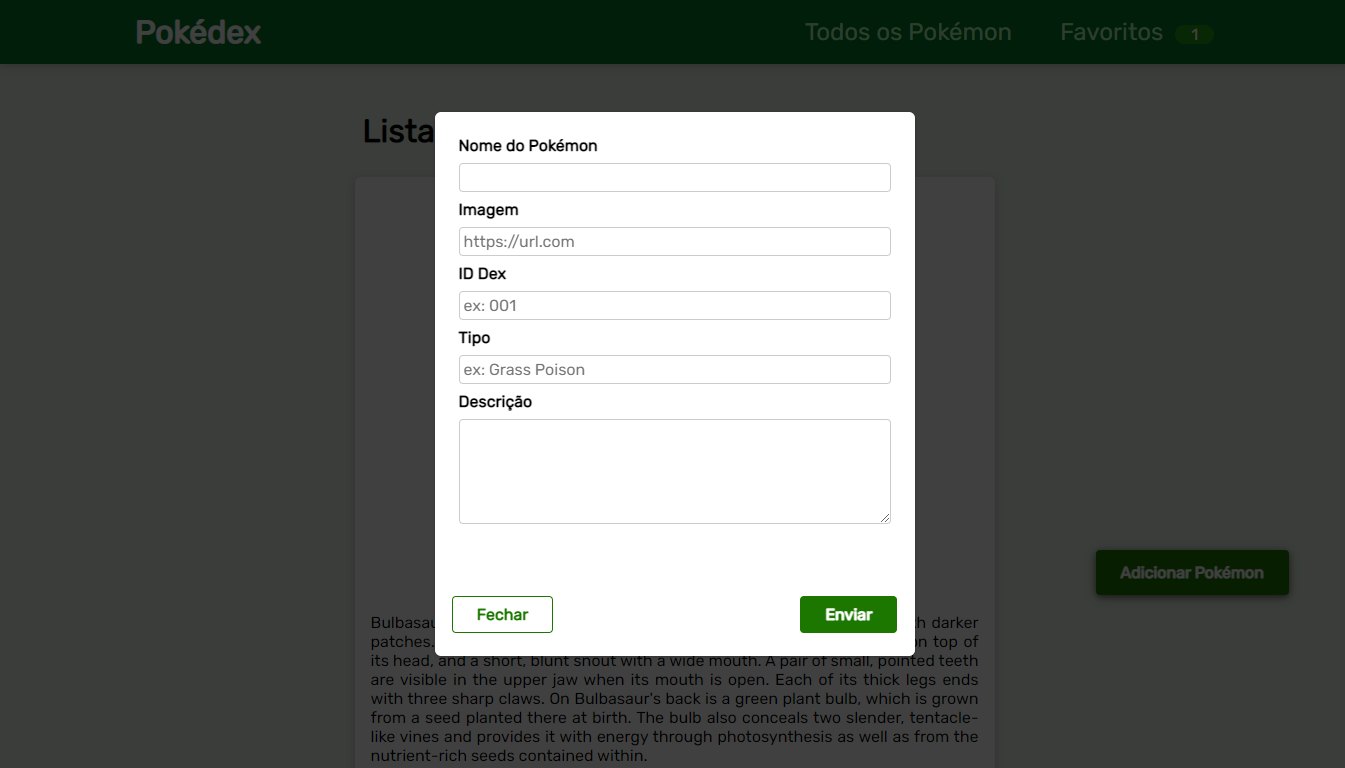 Pokédex
Todos os Pokémon
Favoritos 1
Lista
Nome do Pokémon
Imagem
https://url.com
ID Dex
ex: 001
Tipo
ex: Grass Poison
Descrição
Adicionar Pokémon
Fechar
Enviar
darker
patches. on top of
its head, and a short, blunt snout with a wide mouth. A pair of small, pointed teeth
are visible in the upper jaw when its mouth is open. Each of its thick legs ends
with three sharp claws. On Bulbasaur's back is a green plant bulb, which is grown
from a seed planted there at birth. The bulb also conceals two slender, tentacle-
like vines and provides it with energy through photosynthesis as well as from the
nutrient-rich seeds contained within.